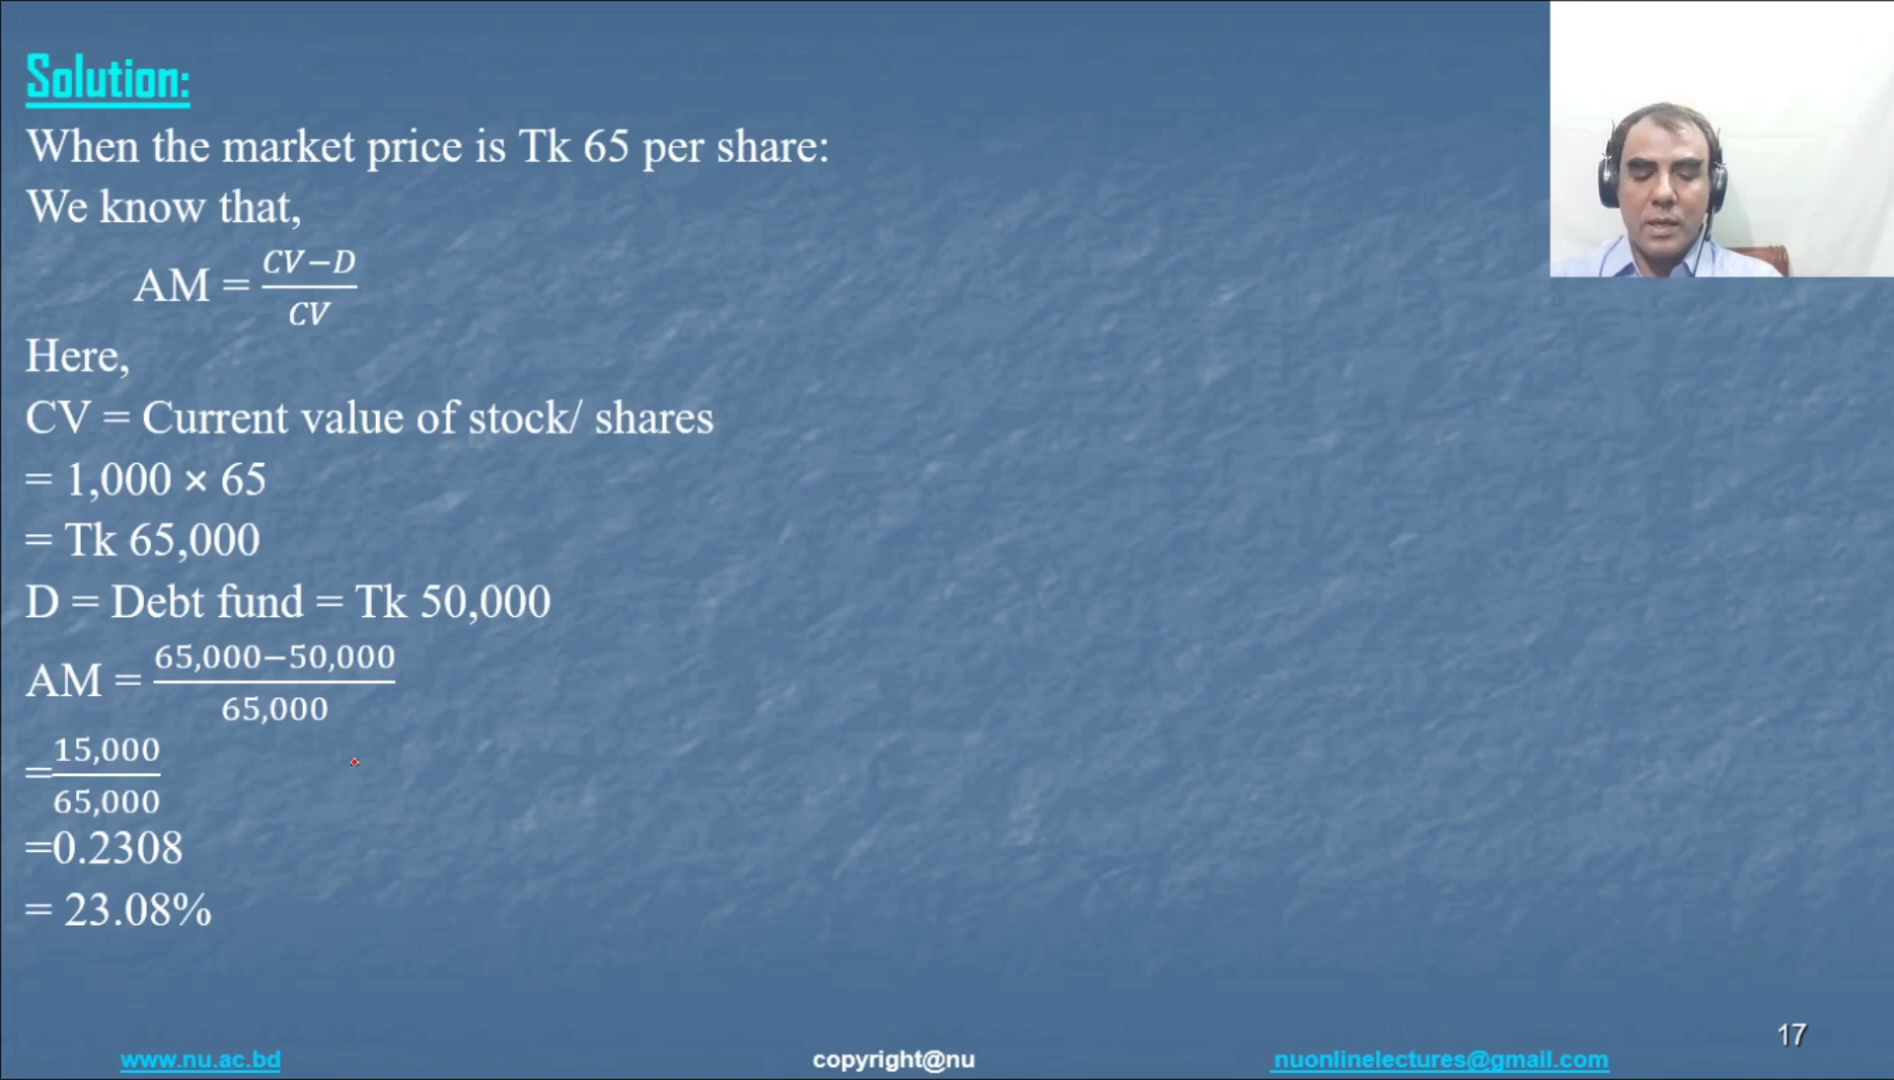 Solution:
When the market price is Tk 65 per share:
We know that,
AM = \frac{CV-D}{CV}
Here,
CV = Current value of stock/ shares
= 1,000 × 65
= Tk 65,000
D = Debt fund = Tk 50,000
AM = \frac{65,000-50,000}{65,000}
=\frac{15,000}{65,000}
=0.2308
= 23.08%
17
www.nu.ac.bd
copyright@nu
nuonlinelectures@gmail.com